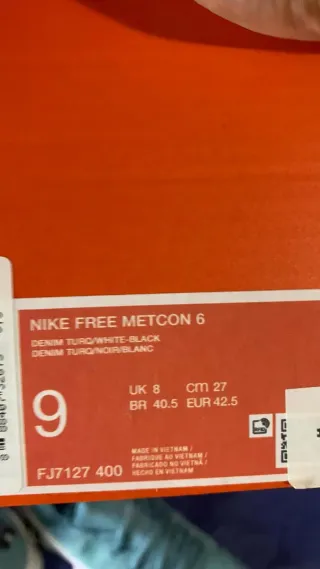 NIKE FREE METCON 6
DENIM TURQ/WHITE-BLACK
DENIM TURQ/NOIR/BLANC
9
UK 8 cm 27
BR 40.5 EUR 42.5
FJ7127 400
MADE IN VIETNAM /
FABRIQUÉ AU VIETNAM /
FABRICADO NO VIETNÃ /
HECHO EN VIETNAM